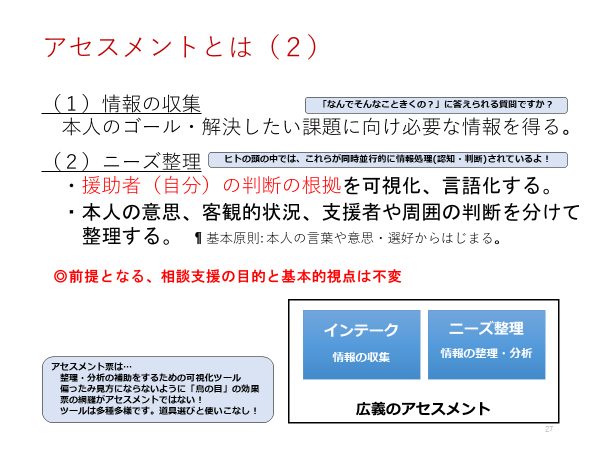 アセスメントとは（２）
（１）情報の収集
「なんでそんなこときくの？」に答えられる質問ですか？
本人のゴール・解決したい課題に向け必要な情報を得る。
（２）ニーズ整理
ヒトの頭の中では、これらが同時並行的に情報処理(認知・判断)されているよ！
・援助者（自分）の判断の根拠を可視化、言語化する。
・本人の意思、客観的状況、支援者や周囲の判断を分けて
整理する。 ¶ 基本原則: 本人の言葉や意思・選好からはじまる。
◎前提となる、相談支援の目的と基本的視点は不変
インテーク
情報の収集
ニーズ整理
情報の整理・分析
広義のアセスメント
アセスメント票は…
整理・分析の補助をするための可視化ツール
偏ったみ見方にならないように「鳥の目」の効果
票の網羅がアセスメントではない！
ツールは多種多様です。道具選びと使いこなし！
27